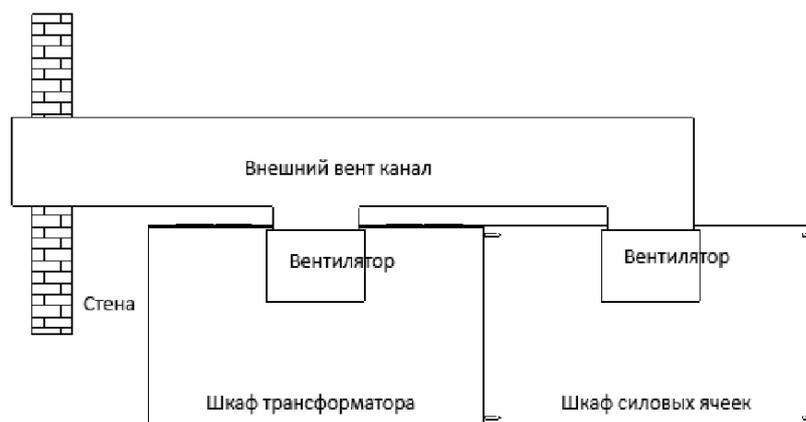 Внешний вент канал
Вентилятор
Вентилятор
Стена
Шкаф трансформатора
Шкаф силовых ячеек